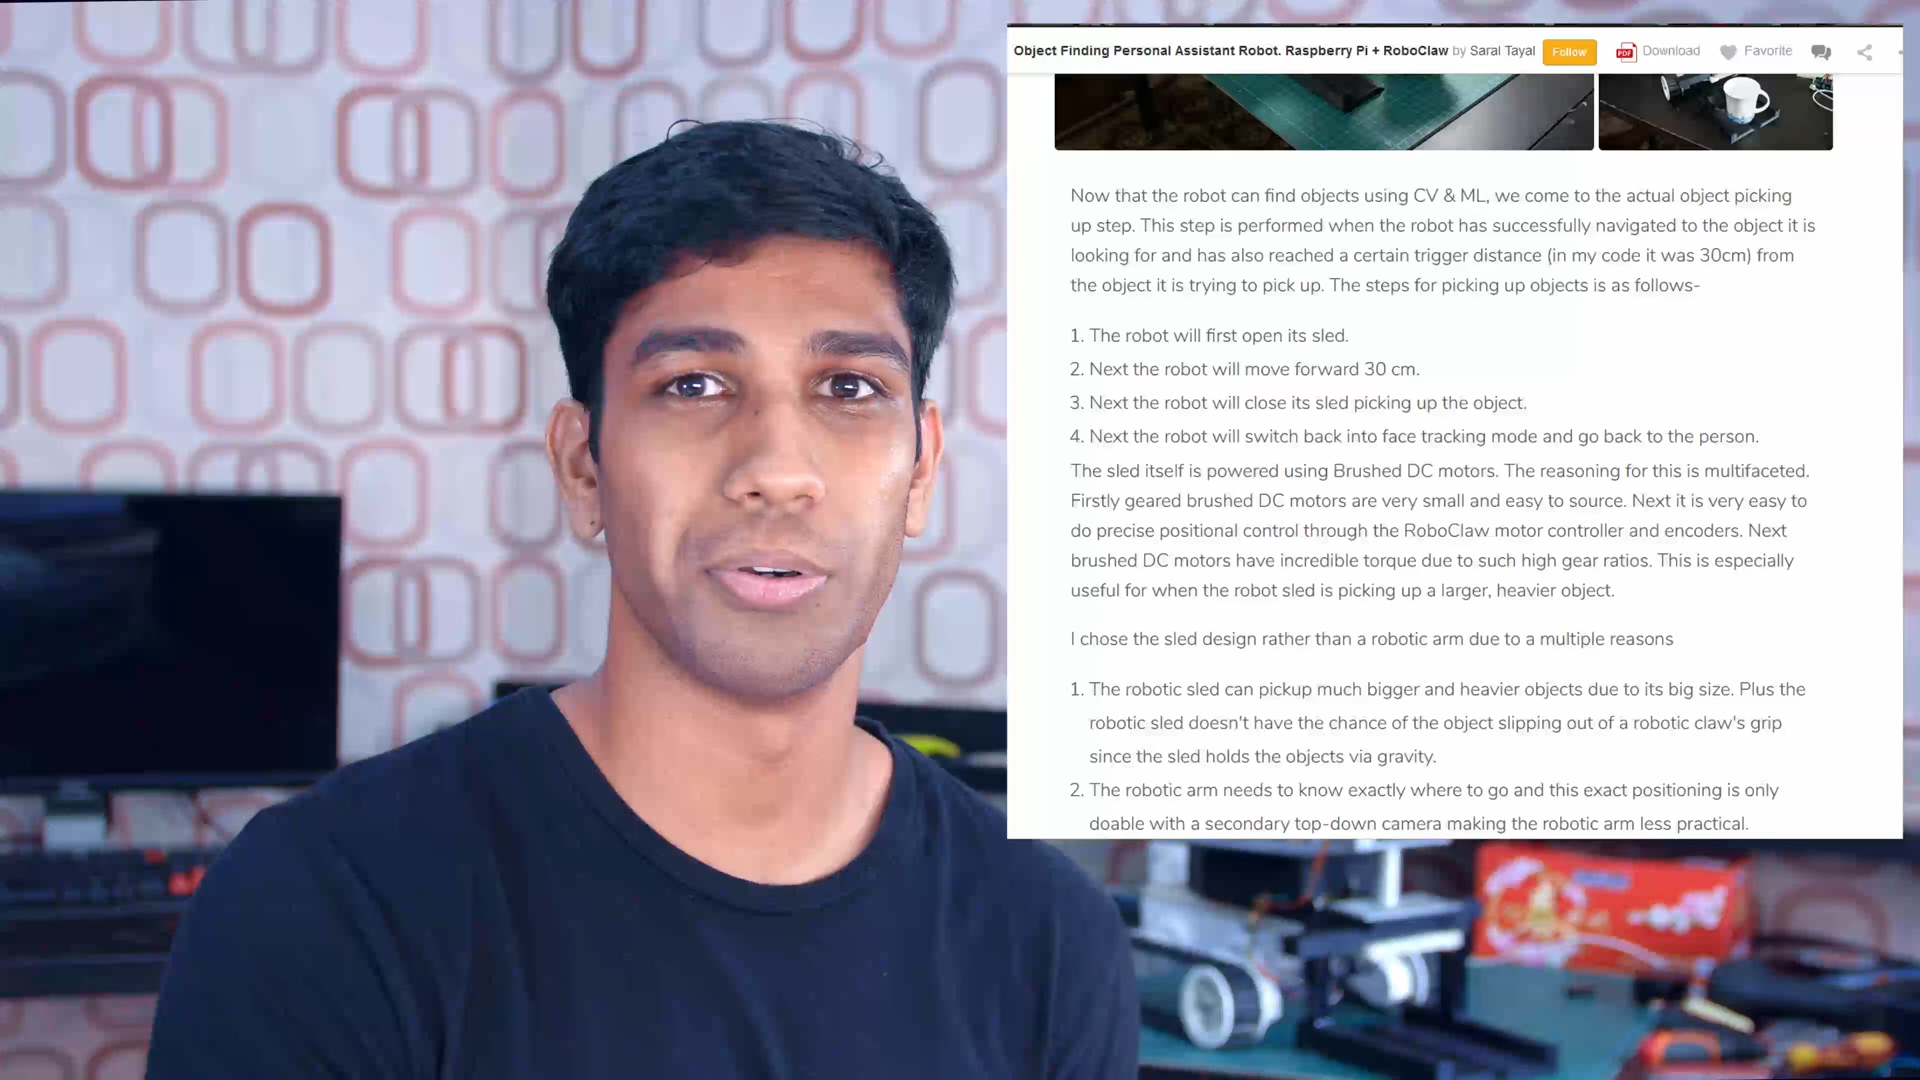 Object Finding Personal Assistant Robot. Raspberry Pi + RoboClaw by Saral Tayal Follow PDF Download Favorite
Now that the robot can find objects using CV & ML, we come to the actual object picking
up step. This step is performed when the robot has successfully navigated to the object it is
looking for and has also reached a certain trigger distance (in my code it was 30cm) from
the object it is trying to pick up. The steps for picking up objects is as follows-
1. The robot will first open its sled.
2. Next the robot will move forward 30 cm.
3. Next the robot will close its sled picking up the object.
4. Next the robot will switch back into face tracking mode and go back to the person.
The sled itself is powered using Brushed DC motors. The reasoning for this is multifaceted.
Firstly geared brushed DC motors are very small and easy to source. Next it is very easy to
do precise positional control through the RoboClaw motor controller and encoders. Next
brushed DC motors have incredible torque due to such high gear ratios. This is especially
useful for when the robot sled is picking up a larger, heavier object.
I chose the sled design rather than a robotic arm due to a multiple reasons
1. The robotic sled can pickup much bigger and heavier objects due to its big size. Plus the
robotic sled doesn't have the chance of the object slipping out of a robotic claw's grip
since the sled holds the objects via gravity.
2. The robotic arm needs to know exactly where to go and this exact positioning is only
doable with a secondary top-down camera making the robotic arm less practical.